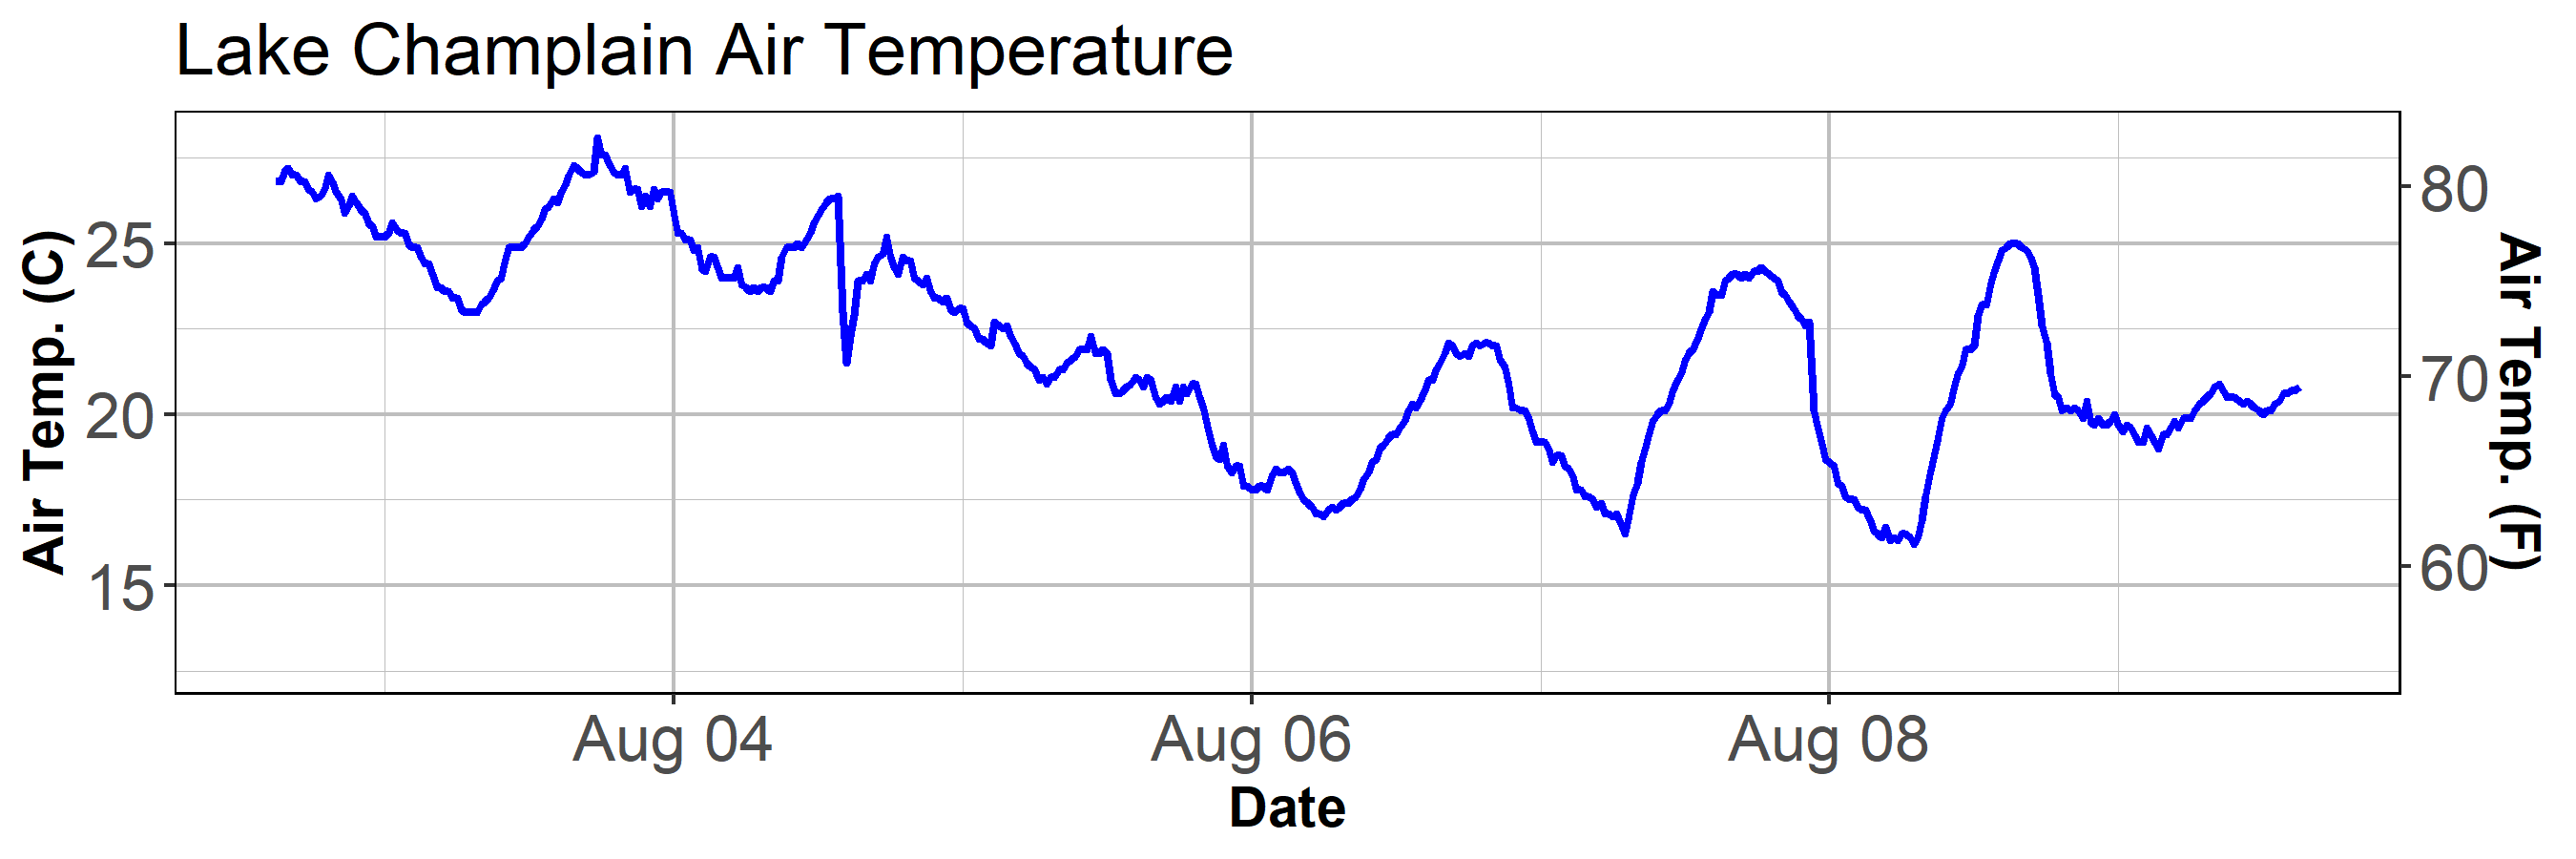 Lake Champlain Air Temperature
Air Temp. (C)
25
20
15
80
70
60
Air Temp. (F)
Aug 04
Aug 06
Aug 08
Date